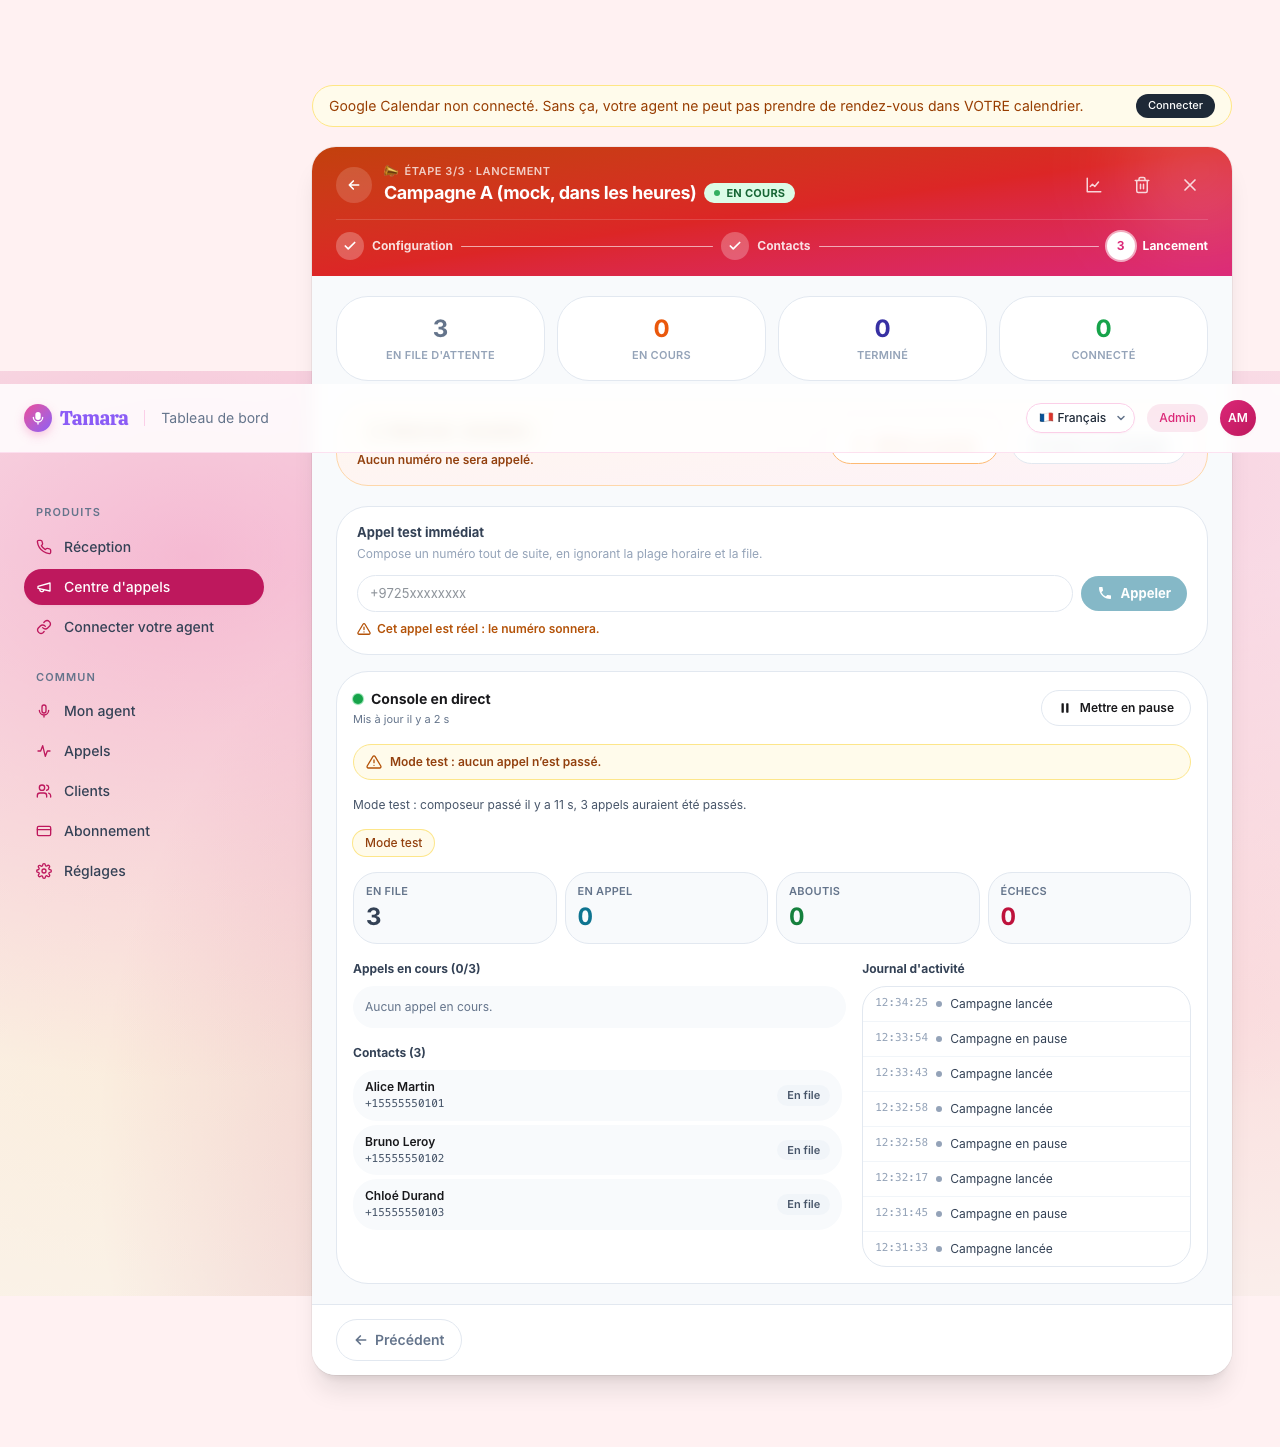 Google Calendar non connecté. Sans ça, votre agent ne peut pas prendre de rendez-vous dans VOTRE calendrier.
Connecter
ÉTAPE 3/3 · LANCEMENT
Campagne A (mock, dans les heures)
EN COURS
Configuration
Contacts
3
Lancement
3
EN FILE D'ATTENTE
0
EN COURS
0
TERMINÉ
0
CONNECTÉ
Tamara
Tableau de bord
Français
Admin
AM
Aucun numéro ne sera appelé.
PRODUITS
Réception
Centre d'appels
Connecter votre agent
COMMUN
Mon agent
Appels
Clients
Abonnement
Réglages
Appel test immédiat
Compose un numéro tout de suite, en ignorant la plage horaire et la file.
+9725xxxxxxxx
Appeler
Cet appel est réel : le numéro sonnera.
Console en direct
Mis à jour il y a 2 s
Mettre en pause
Mode test : aucun appel n’est passé.
Mode test : composeur passé il y a 11 s, 3 appels auraient été passés.
Mode test
EN FILE
3
EN APPEL
0
ABOUTIS
0
ÉCHECS
0
Appels en cours (0/3)
Aucun appel en cours.
Contacts (3)
Alice Martin
+15555550101
En file
Bruno Leroy
+15555550102
En file
Chloé Durand
+15555550103
En file
Journal d'activité
12:34:25 Campagne lancée
12:33:54 Campagne en pause
12:33:43 Campagne lancée
12:32:58 Campagne lancée
12:32:58 Campagne en pause
12:32:17 Campagne lancée
12:31:45 Campagne en pause
12:31:33 Campagne lancée
Précédent